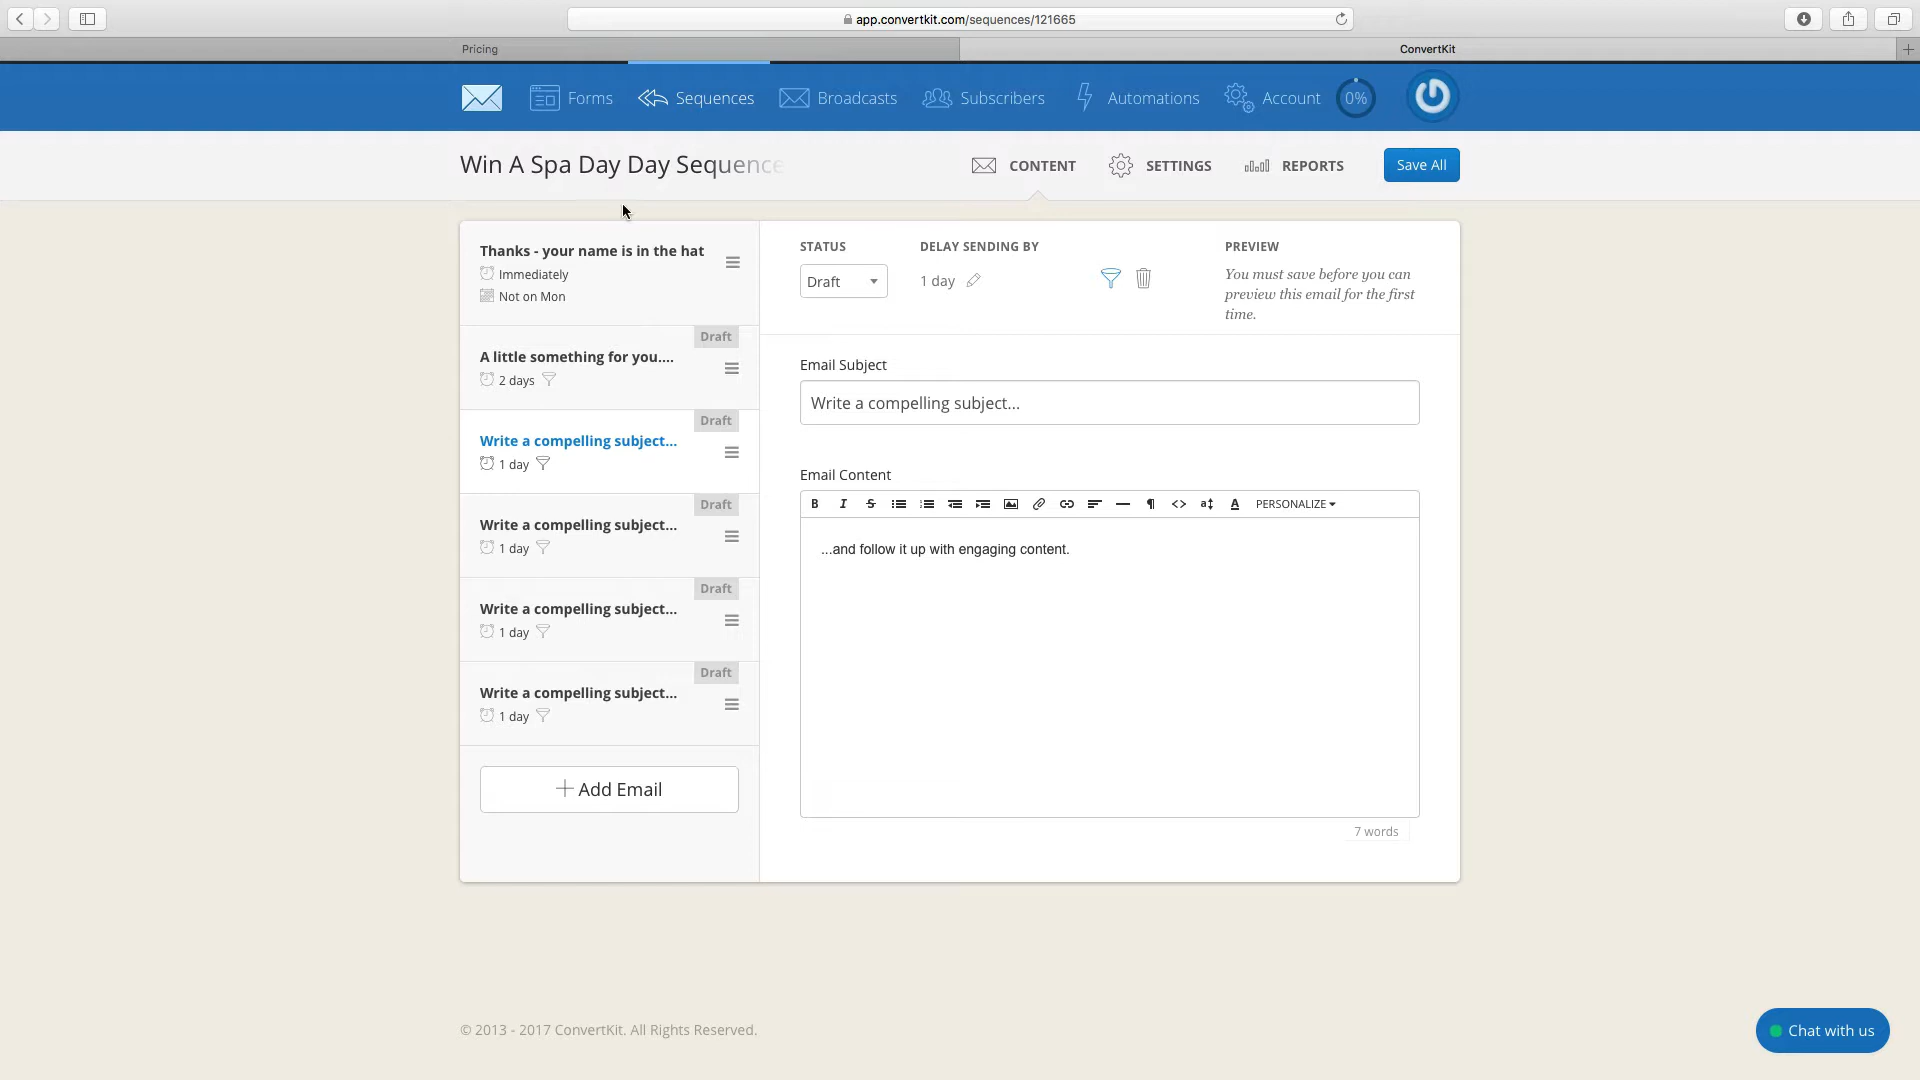 app.convertkit.com/sequences/121665
Pricing
ConvertKit
Forms
Sequences
Broadcasts
Subscribers
Automations
Account
0%
Win A Spa Day Day Sequence
CONTENT
SETTINGS
REPORTS
Save All
Thanks - your name is in the hat
Immediately
Not on Mon
Draft
A little something for you....
2 days
Draft
Write a compelling subject...
1 day
Draft
Write a compelling subject...
1 day
Draft
Write a compelling subject...
1 day
Draft
Write a compelling subject...
1 day
Add Email
STATUS
Draft
DELAY SENDING BY
1 day
PREVIEW
You must save before you can
preview this email for the first
time.
Email Subject
Write a compelling subject...
Email Content
PERSONALIZE
...and follow it up with engaging content.
7 words
© 2013 - 2017 ConvertKit. All Rights Reserved.
Chat with us